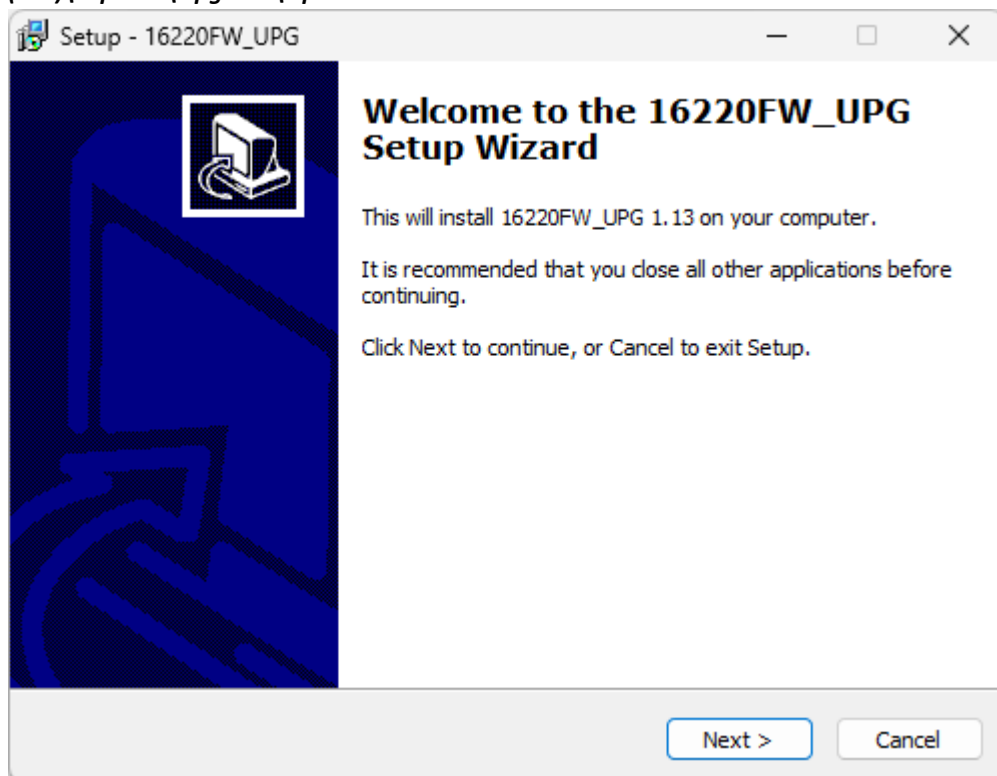 Setup - 16220FW_UPG
Welcome to the 16220FW_UPG
Setup Wizard
This will install 16220FW_UPG 1.13 on your computer.
It is recommended that you close all other applications before
continuing.
Click Next to continue, or Cancel to exit Setup.
Next >
Cancel